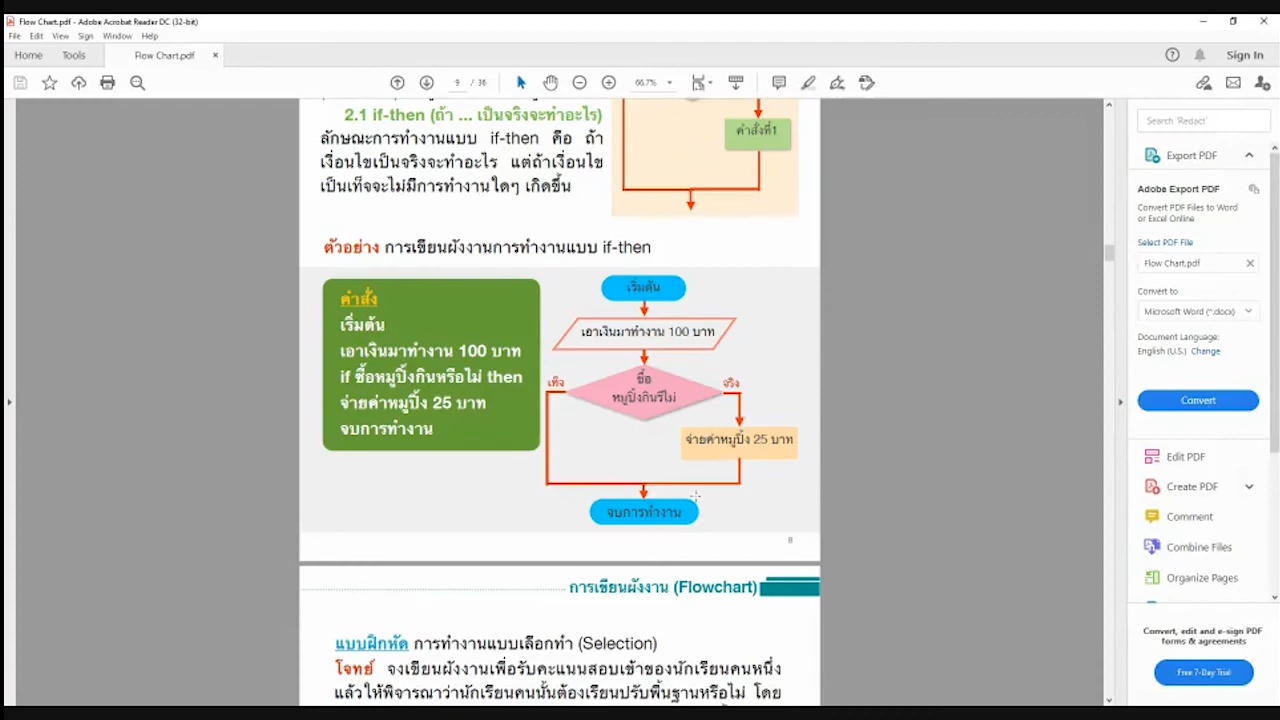 Flow Chart.pdf - Adobe Acrobat Reader DC (32-bit)
File Edit View Sign Window Help
Home Tools Flow Chart.pdf × Sign In
9 / 36 66.7%
2.1 if-then (ถ้า ... เป็นจริงจะทำอะไร)
ลักษณะการทำงานแบบ if-then คือ ถ้า
เงื่อนไขเป็นจริงจะทำอะไร แต่ถ้าเงื่อนไข
เป็นเท็จจะไม่มีการทำงานใดๆ เกิดขึ้น
คำสั่งที่1
ตัวอย่าง การเขียนผังงานการทำงานแบบ if-then
คำสั่ง
เริ่มต้น
เอาเงินมาทำงาน 100 บาท
if ซื้อหมูปิ้งกินหรือไม่ then
จ่ายค่าหมูปิ้ง 25 บาท
จบการทำงาน
เริ่มต้น
เอาเงินมาทำงาน 100 บาท
เท็จ
ซื้อ
หมูปิ้งกินรึไม่
จริง
จ่ายค่าหมูปิ้ง 25 บาท
จบการทำงาน
8
การเขียนผังงาน (Flowchart)
แบบฝึกหัด การทำงานแบบเลือกทำ (Selection)
โจทย์ จงเขียนผังงานเพื่อรับคะแนนสอบเข้าของนักเรียนคนหนึ่ง
แล้วให้พิจารณาว่านักเรียนคนนั้นต้องเรียนปรับพื้นฐานหรือไม่ โดย
Search 'Redact'
Export PDF
Adobe Export PDF
Convert PDF Files to Word
or Excel Online
Select PDF File
Flow Chart.pdf
Convert to
Microsoft Word (*.docx)
Document Language:
English (U.S.) Change
Convert
Edit PDF
Create PDF
Comment
Combine Files
Organize Pages
Convert, edit and e-sign PDF
forms & agreements
Free 7-Day Trial